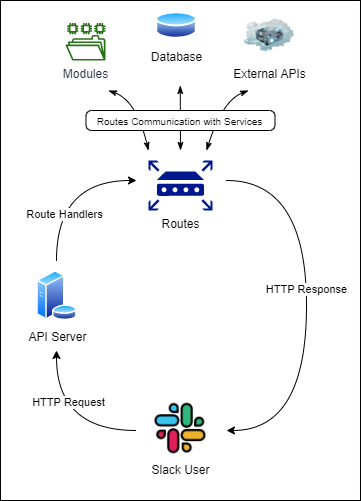 Database
Modules
External APIs
Routes Communication with Services
Routes
Route Handlers
HTTP Response
API Server
HTTP Request
Slack User